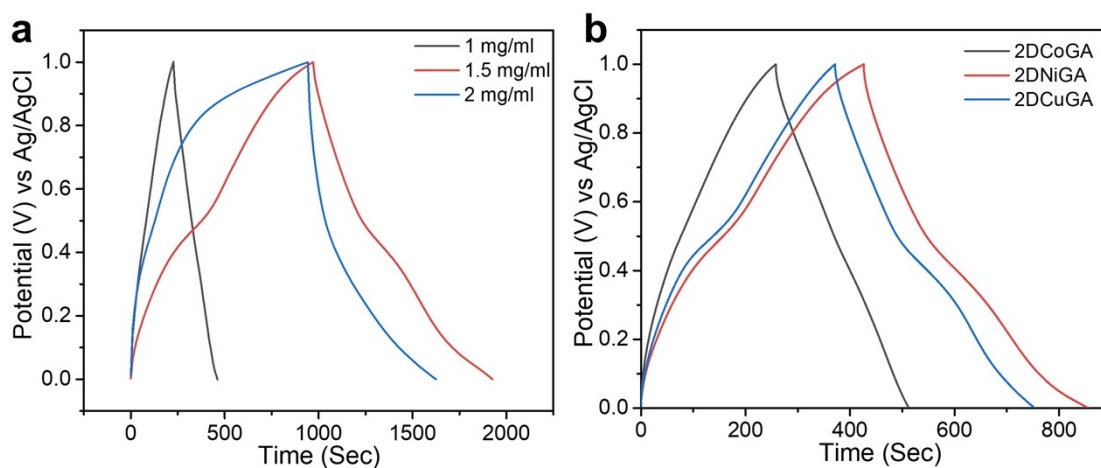 a
1 mg/ml
1.5 mg/ml
2 mg/ml
Potential (V) vs Ag/AgCl
1.0
0.8
0.6
0.4
0.2
0.0
0 500 1000 1500 2000
Time (Sec)
b
2DCoGA
2DNiGA
2DCuGA
Potential (V) vs Ag/AgCl
1.0
0.8
0.6
0.4
0.2
0.0
0 200 400 600 800
Time (Sec)